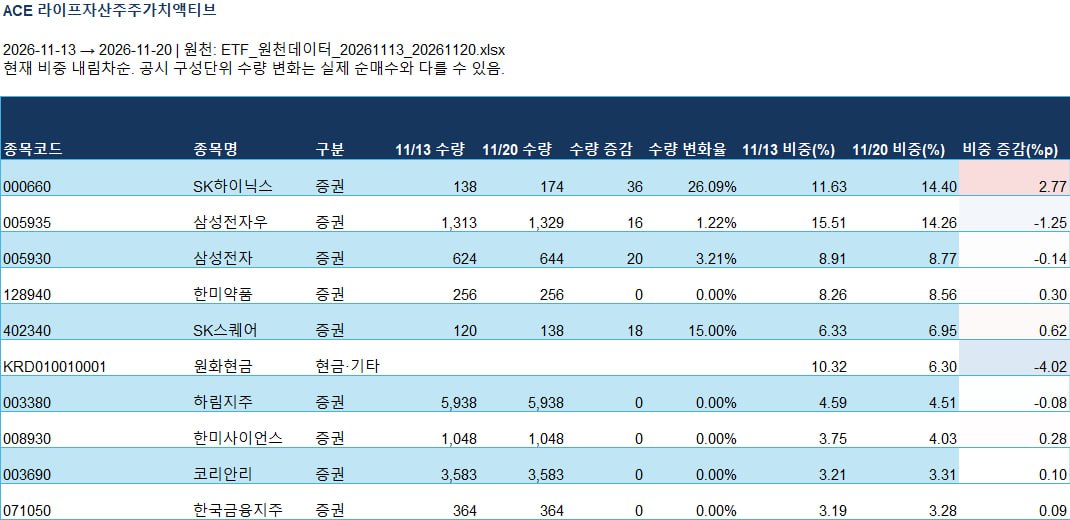 ACE 라이프자산주주가치액티브
2026-11-13 → 2026-11-20 | 원천: ETF_원천데이터_20261113_20261120.xlsx
현재 비중 내림차순. 공시 구성단위 수량 변화는 실제 순매수와 다를 수 있음.
종목코드 종목명 구분 11/13 수량 11/20 수량 수량 증감 수량 변화율 11/13 비중(%) 11/20 비중(%) 비중 증감(%p)
000660 SK하이닉스 증권 138 174 36 26.09% 11.63 14.40 2.77
005935 삼성전자우 증권 1,313 1,329 16 1.22% 15.51 14.26 -1.25
005930 삼성전자 증권 624 644 20 3.21% 8.91 8.77 -0.14
128940 한미약품 증권 256 256 0 0.00% 8.26 8.56 0.30
402340 SK스퀘어 증권 120 138 18 15.00% 6.33 6.95 0.62
KRD010010001 원화현금 현금·기타 10.32 6.30 -4.02
003380 하림지주 증권 5,938 5,938 0 0.00% 4.59 4.51 -0.08
008930 한미사이언스 증권 1,048 1,048 0 0.00% 3.75 4.03 0.28
003690 코리안리 증권 3,583 3,583 0 0.00% 3.21 3.31 0.10
071050 한국금융지주 증권 364 364 0 0.00% 3.19 3.28 0.09